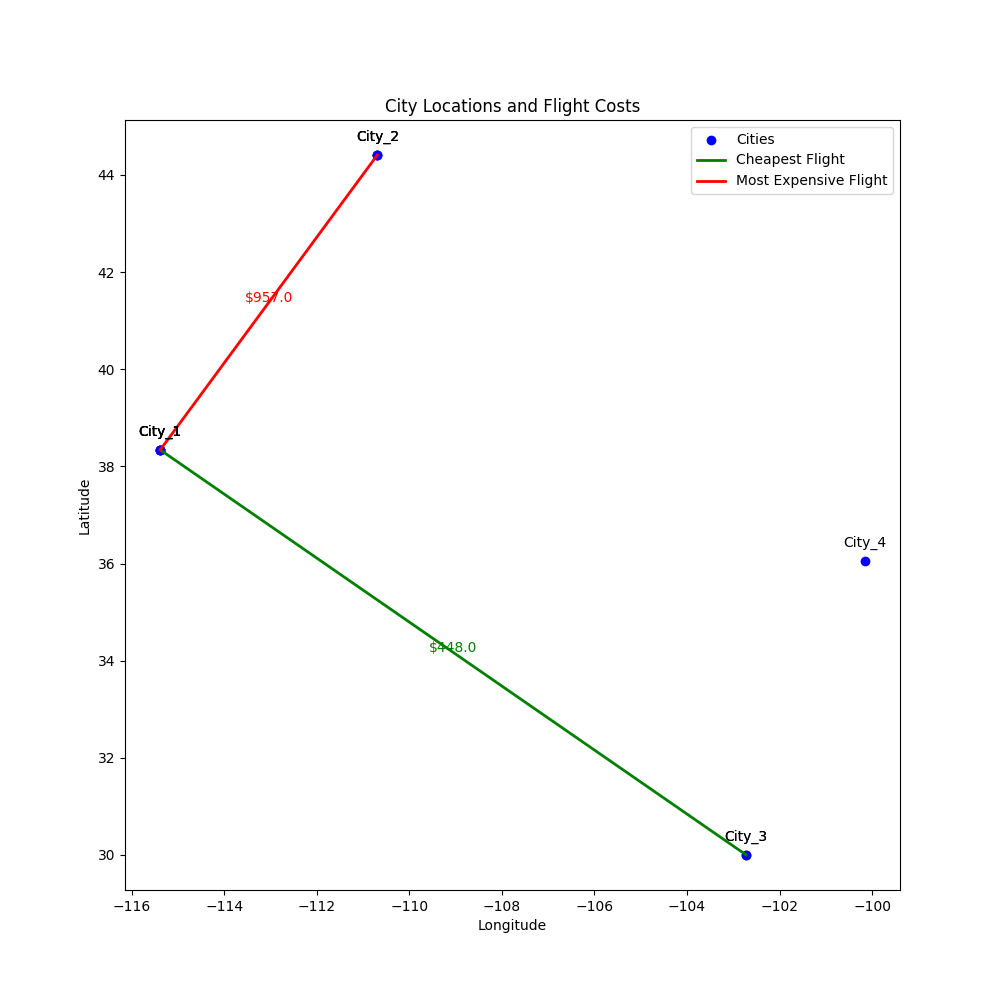 City Locations and Flight Costs
City_2
Cities
Cheapest Flight
Most Expensive Flight
44
42
$957.0
40
City_1
38
Latitude
City_4
36
$448.0
34
32
City_3
30
−116 −114 −112 −110 −108 −106 −104 −102 −100
Longitude